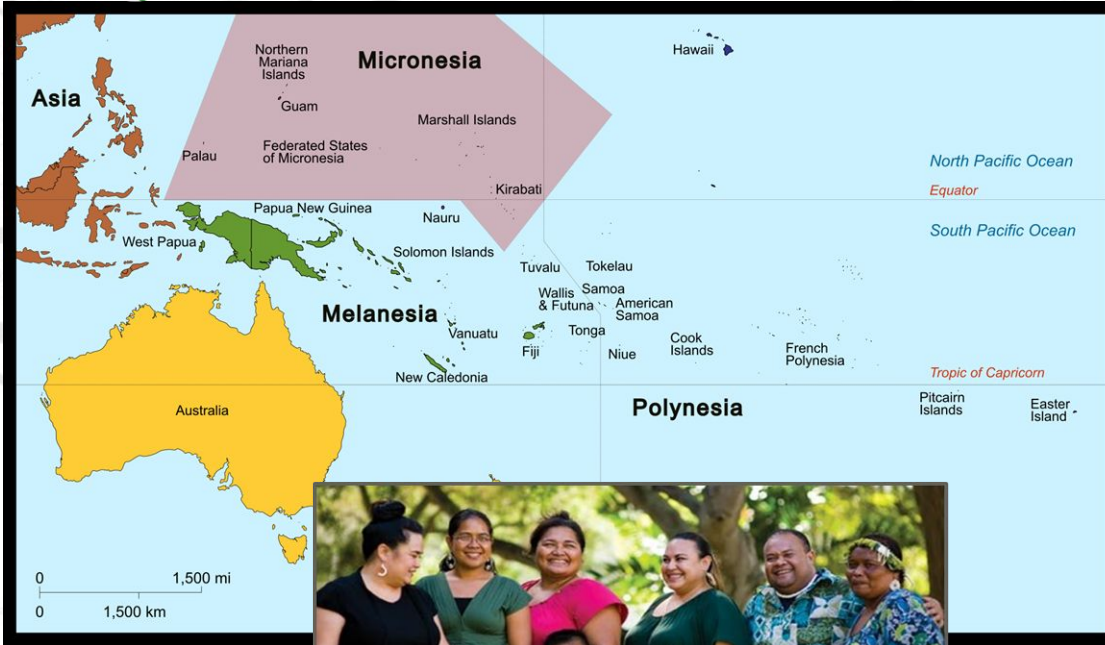 Northern
Mariana
Islands
Micronesia
Hawaii
Asia
Guam
Marshall Islands
Palau
Federated States
of Micronesia
North Pacific Ocean
Kirabati
Equator
Papua New Guinea
Nauru
South Pacific Ocean
West Papua
Solomon Islands
Tuvalu
Tokelau
Samoa
Wallis
& Futuna
American
Samoa
Melanesia
Vanuatu
Tonga
Fiji
Niue
Cook
Islands
French
Polynesia
New Caledonia
Tropic of Capricorn
Australia
Polynesia
Pitcairn
Islands
Easter
Island
0 1,500 mi
0 1,500 km